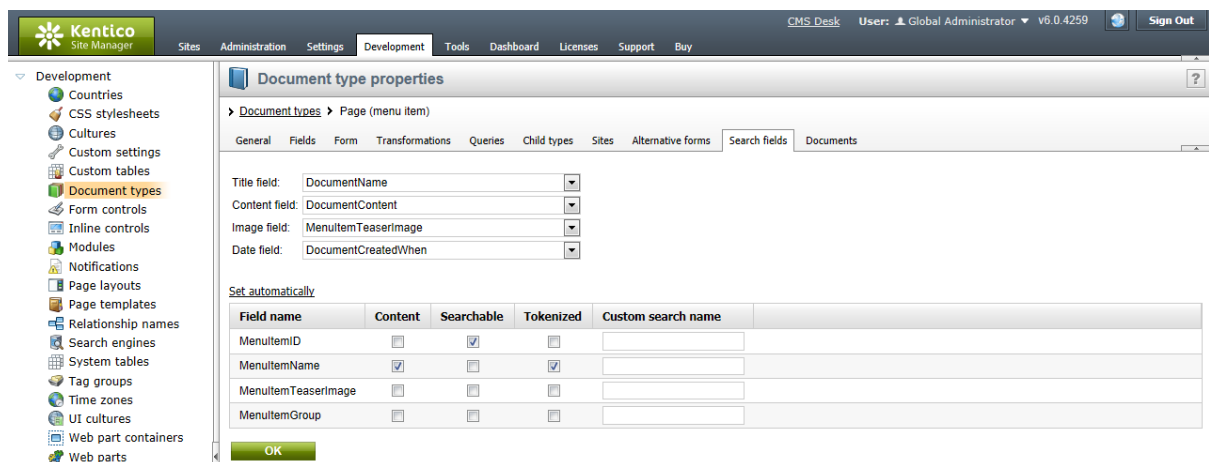 Kentico
Site Manager
CMS Desk User: Global Administrator v6.0.4259 Sign Out
Sites Administration Settings Development Tools Dashboard Licenses Support Buy
Development
Countries
CSS stylesheets
Cultures
Custom settings
Custom tables
Document types
Form controls
Inline controls
Modules
Notifications
Page layouts
Page templates
Relationship names
Search engines
System tables
Tag groups
Time zones
UI cultures
Web part containers
Web parts
Document type properties ?
Document types > Page (menu item)
General Fields Form Transformations Queries Child types Sites Alternative forms Search fields Documents
Title field: DocumentName
Content field: DocumentContent
Image field: MenuItemTeaserImage
Date field: DocumentCreatedWhen
Set automatically
Field name Content Searchable Tokenized Custom search name
MenuItemID
MenuItemName
MenuItemTeaserImage
MenuItemGroup
OK